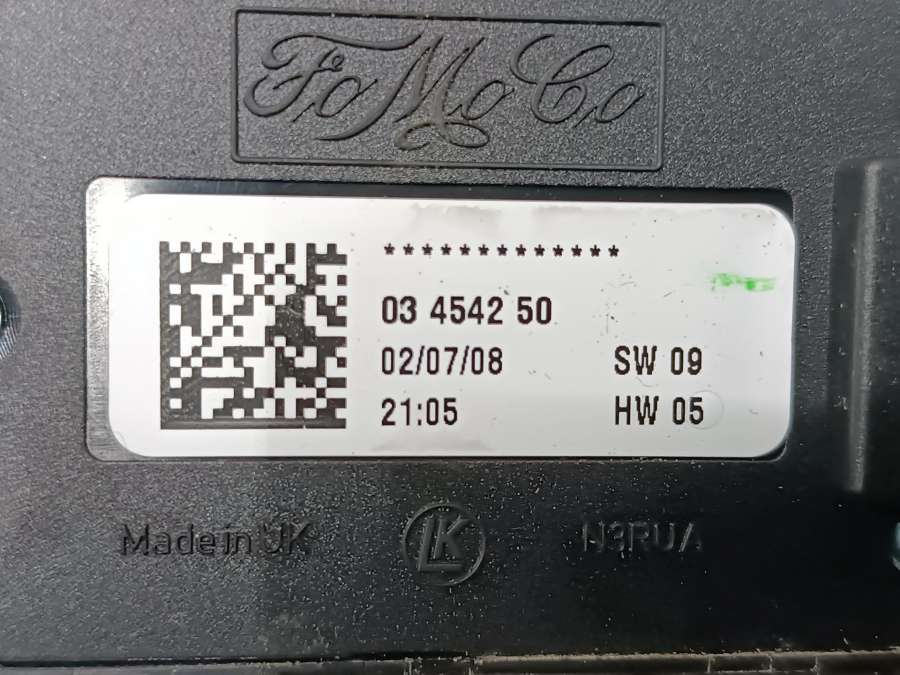 FoMoCo
*************
03 4542 50
02/07/08 SW 09
21:05 HW 05
Made in UK LK N3RUA